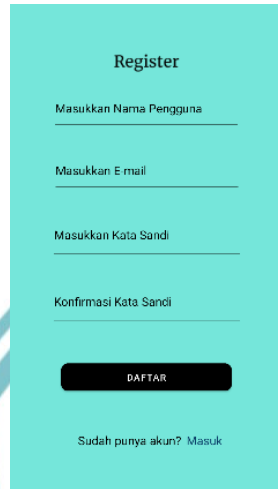 Register
Masukkan Nama Pengguna
Masukkan E-mail
Masukkan Kata Sandi
Konfirmasi Kata Sandi
DAFTAR
Sudah punya akun? Masuk